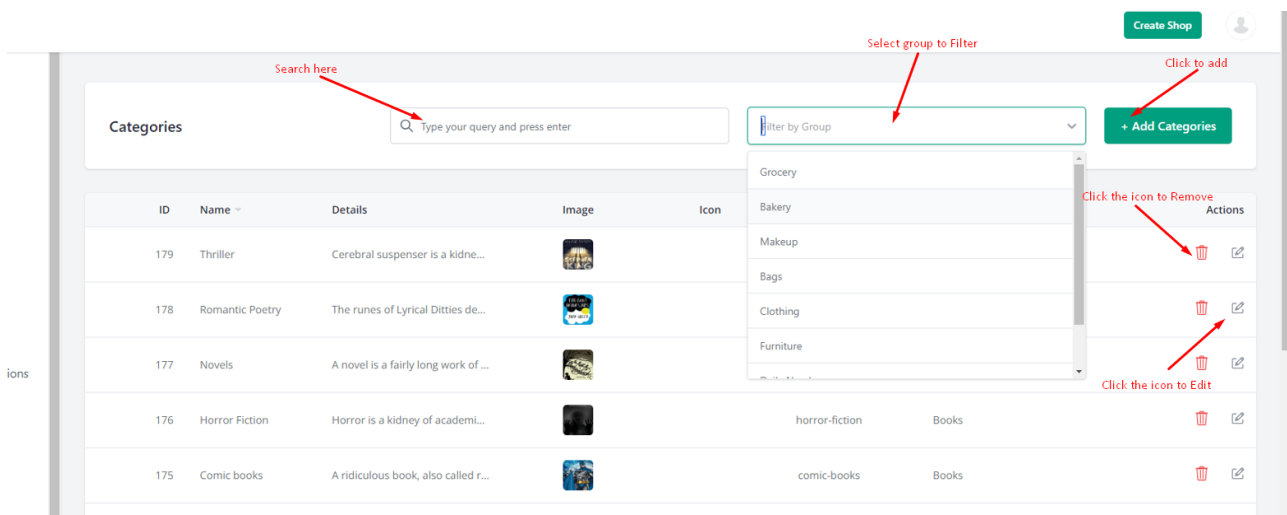 Create Shop
Select group to Filter
Search here
Click to add
Categories
Type your query and press enter
Filter by Group
+ Add Categories
Grocery
Click the icon to Remove
ID Name Details Image Icon Actions
Bakery
Makeup
179 Thriller Cerebral suspenser is a kidne...
Bags
178 Romantic Poetry The runes of Lyrical Ditties de...
Clothing
Furniture
177 Novels A novel is a fairly long work of ...
ions
Click the icon to Edit
176 Horror Fiction Horror is a kidney of academi... horror-fiction Books
175 Comic books A ridiculous book, also called r... comic-books Books